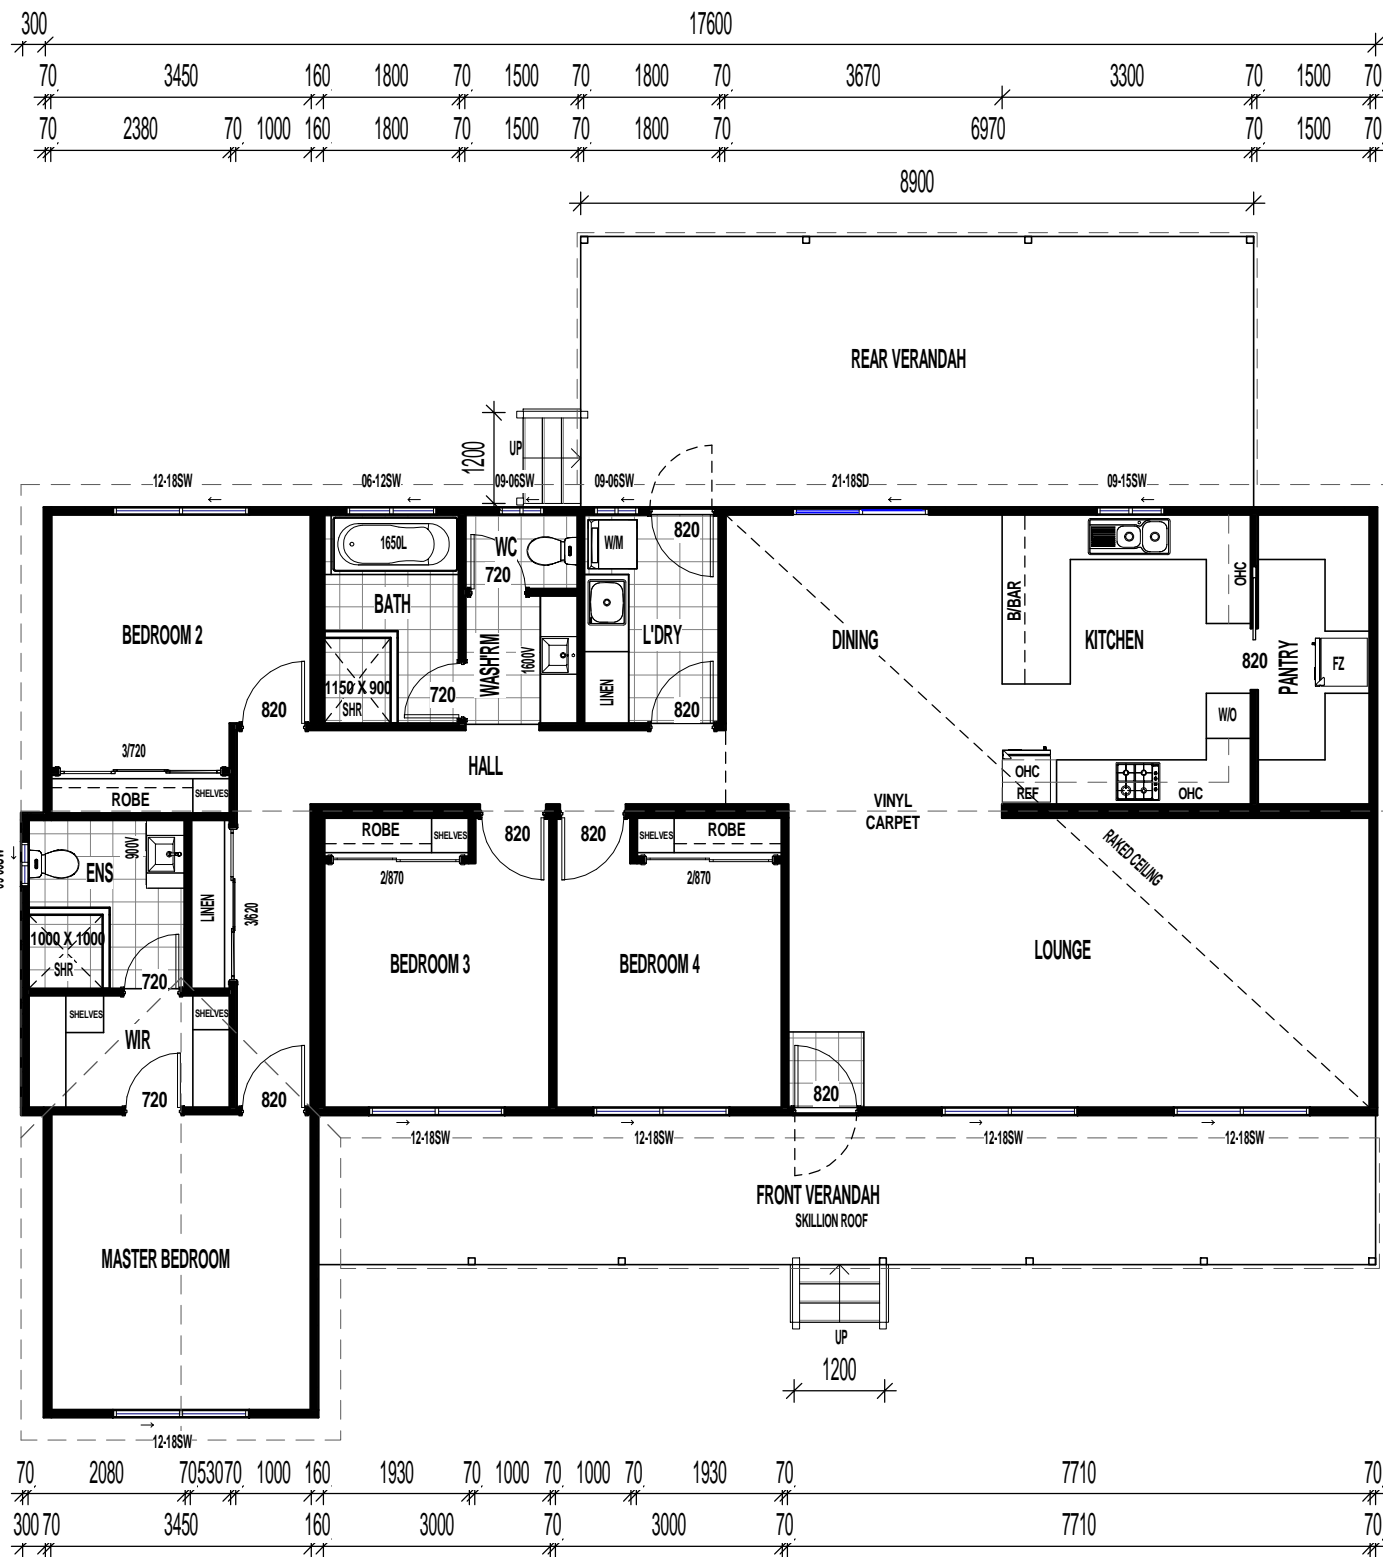 300 17600
70 3450 160 1800 70 1500 70 1800 70 3670 3300 70 1500 70
70 2380 70 1000 160 1800 70 1500 70 1800 70 6970 70 1500 70
8900
REAR VERANDAH
1200
UP
12-18SW 06-12SW 09-06SW 09-06SW 21-18SD 09-15SW
1650L
WC
720
W/M
820
BATH
BEDROOM 2
WASH'RM
1600V
L'DRY
LINEN
DINING
B/BAR
KITCHEN
OHC
820
PANTRY
FZ
1150 X 900
SHR
720
820
820
W/O
3/720
HALL
ROBE
SHELVES
OHC
REF
OHC
VINYL
CARPET
ROBE
SHELVES
820
820
SHELVES
ROBE
RAKED CEILING
900V
ENS
2/870
2/870
LINEN
3/620
1000 X 1000
SHR
720
BEDROOM 3
BEDROOM 4
LOUNGE
SHELVES
SHELVES
WIR
720
820
820
12-18SW 12-18SW 12-18SW 12-18SW
FRONT VERANDAH
SKILLION ROOF
MASTER BEDROOM
UP
1200
12-18SW
70 2080 70 530 70 1000 160 1930 70 1000 70 1000 70 1930 70 7710 70
300 70 3450 160 3000 70 3000 70 7710 70